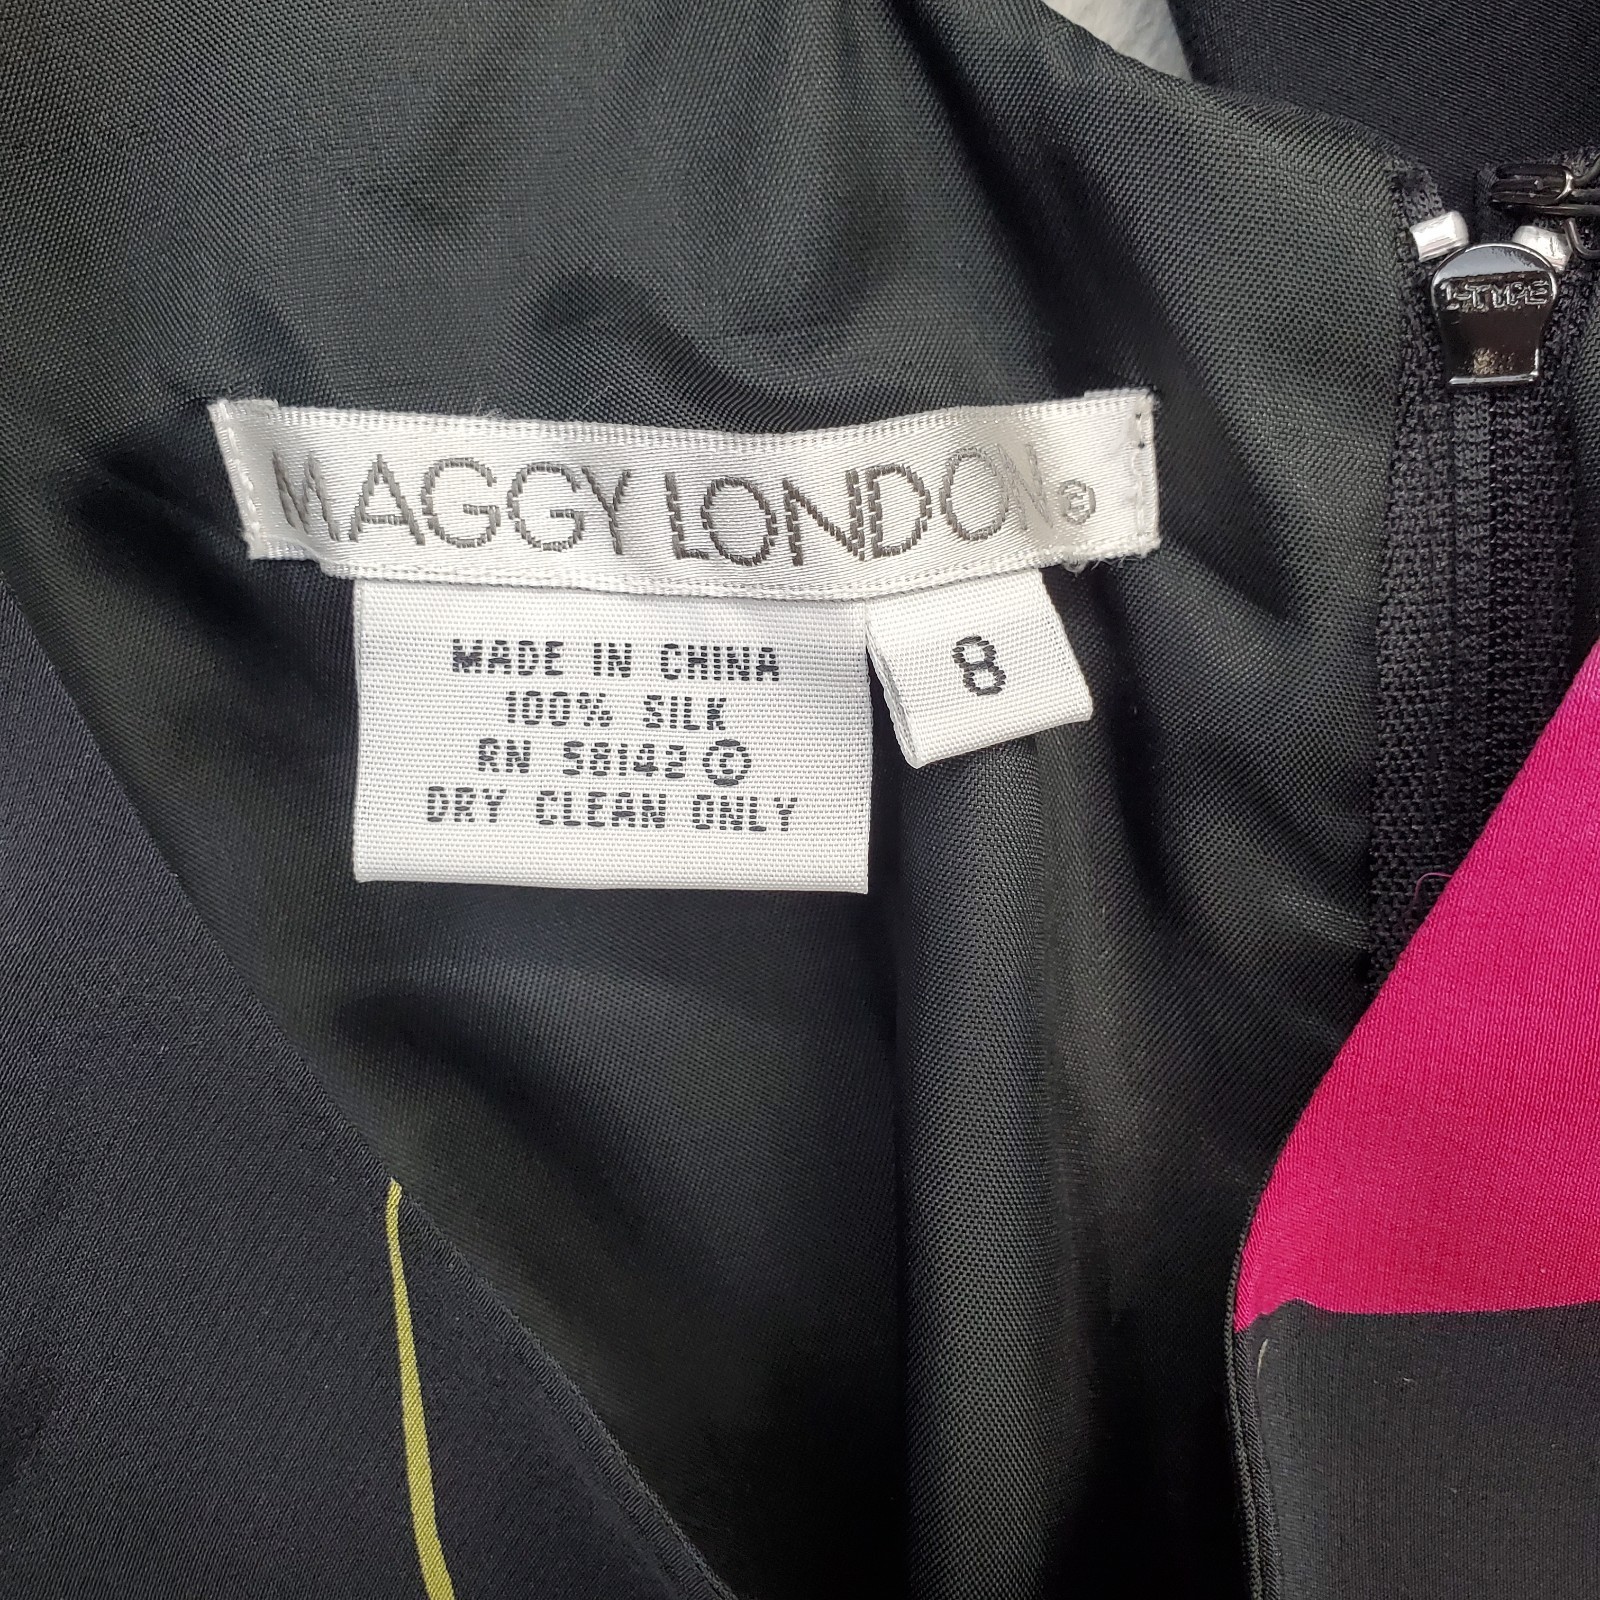 MAGGY LONDON®
MADE IN CHINA
100% SILK
RN 58142 ©
DRY CLEAN ONLY
8